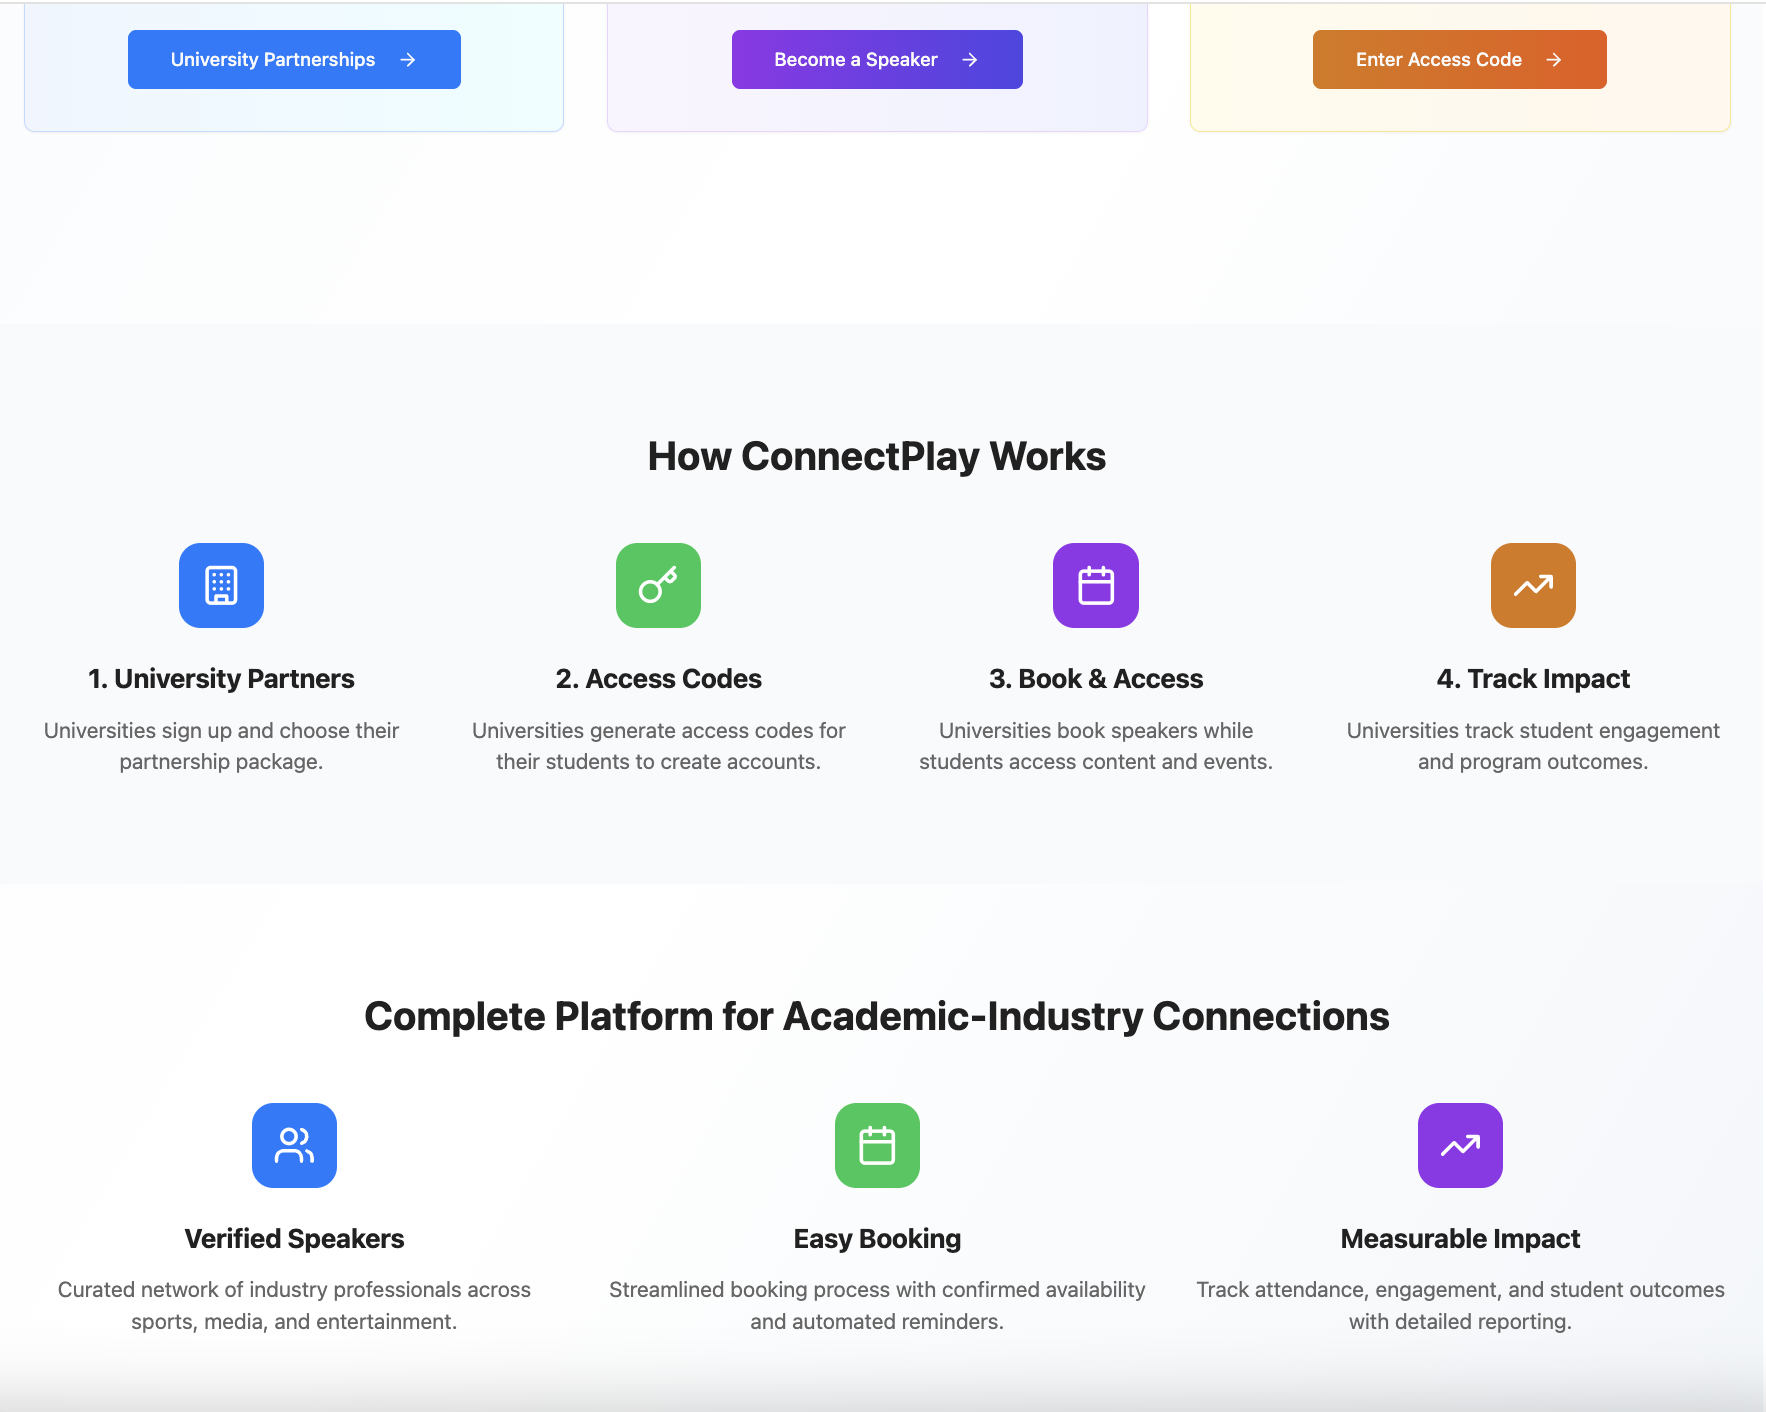 University Partnerships →
Become a Speaker →
Enter Access Code →
How ConnectPlay Works
1. University Partners
Universities sign up and choose their
partnership package.
2. Access Codes
Universities generate access codes for
their students to create accounts.
3. Book & Access
Universities book speakers while
students access content and events.
4. Track Impact
Universities track student engagement
and program outcomes.
Complete Platform for Academic-Industry Connections
Verified Speakers
Curated network of industry professionals across
sports, media, and entertainment.
Easy Booking
Streamlined booking process with confirmed availability
and automated reminders.
Measurable Impact
Track attendance, engagement, and student outcomes
with detailed reporting.